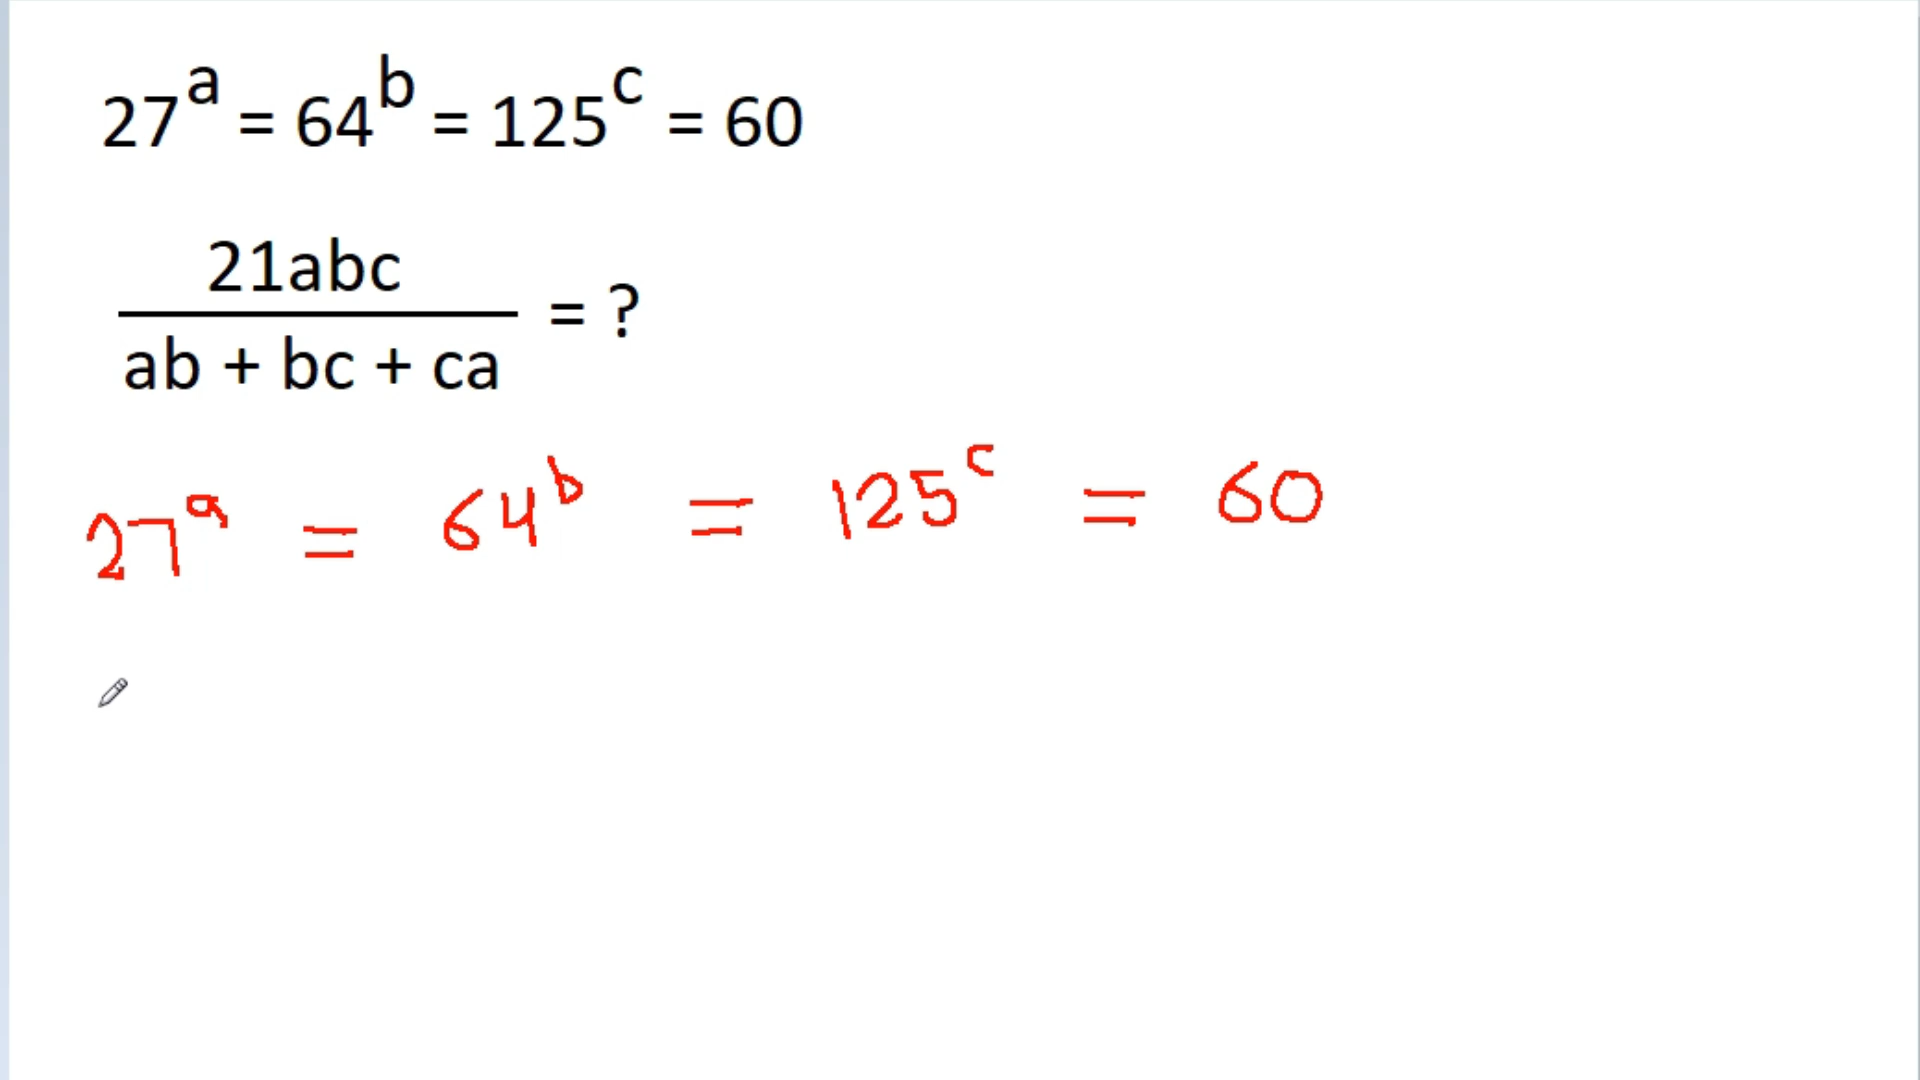 27^a = 64^b = 125^c = 60
21abc
ab + bc + ca
= ?
27^a = 64^b = 125^c = 60